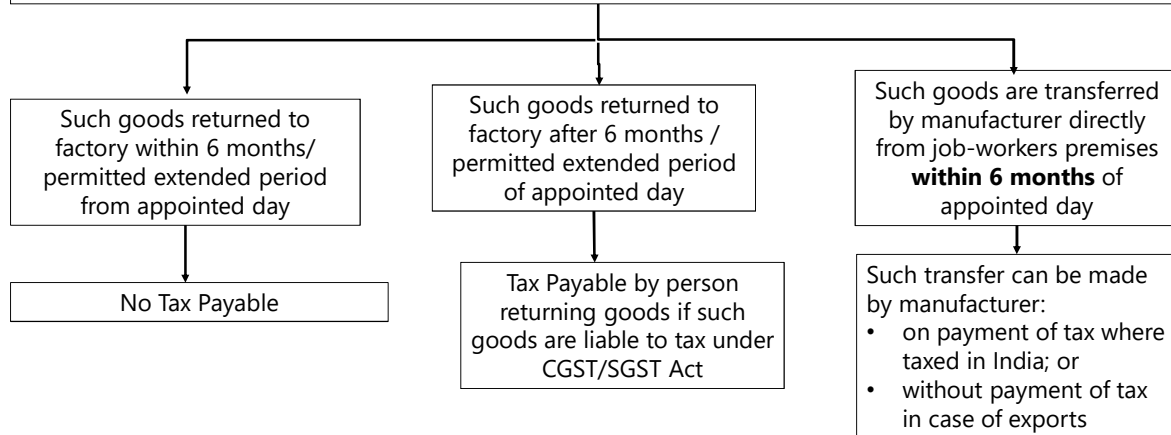 Such goods returned to
factory within 6 months/
permitted extended period
from appointed day
No Tax Payable
Such goods returned to
factory after 6 months /
permitted extended period
of appointed day
Tax Payable by person
returning goods if such
goods are liable to tax under
CGST/SGST Act
Such goods are transferred
by manufacturer directly
from job-workers premises
within 6 months of
appointed day
Such transfer can be made
by manufacturer:
• on payment of tax where
taxed in India; or
• without payment of tax
in case of exports